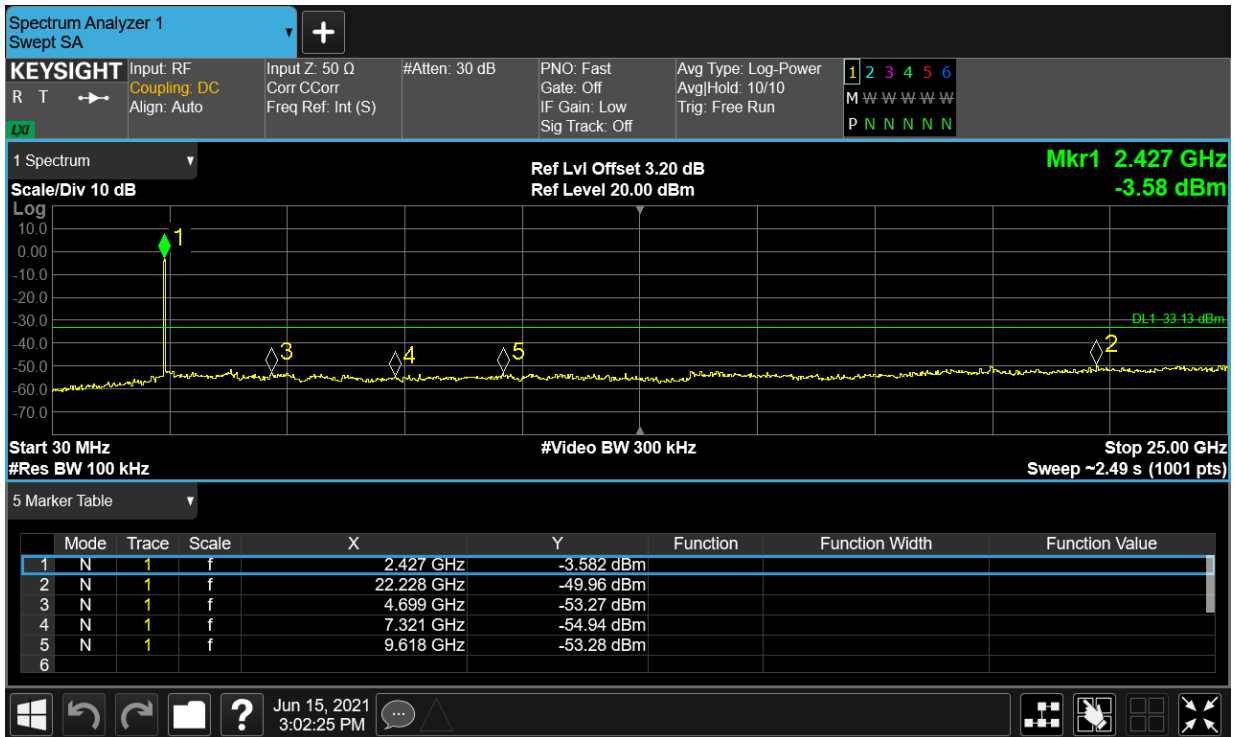 Spectrum Analyzer 1
Swept SA
KEYSIGHT
R T
LXI
Input: RF
Coupling: DC
Align: Auto
Input Z: 50 Ω
Corr CCorr
Freq Ref: Int (S)
#Atten: 30 dB
PNO: Fast
Gate: Off
IF Gain: Low
Sig Track: Off
Avg Type: Log-Power
Avg|Hold: 10/10
Trig: Free Run
1 2 3 4 5 6
M W W W W W
P N N N N N
1 Spectrum
Scale/Div 10 dB
Ref Lvl Offset 3.20 dB
Ref Level 20.00 dBm
Mkr1 2.427 GHz
-3.58 dBm
Log
10.0
0.00
-10.0
-20.0
-30.0
-40.0
-50.0
-60.0
-70.0
1
3
4
5
2
DL1 -33.13 dBm
Start 30 MHz
#Video BW 300 kHz
Stop 25.00 GHz
#Res BW 100 kHz
Sweep ~2.49 s (1001 pts)
5 Marker Table
Mode Trace Scale X Y Function Function Width Function Value
1 N 1 f 2.427 GHz -3.582 dBm
2 N 1 f 22.228 GHz -49.96 dBm
3 N 1 f 4.699 GHz -53.27 dBm
4 N 1 f 7.321 GHz -54.94 dBm
5 N 1 f 9.618 GHz -53.28 dBm
6
?
Jun 15, 2021
3:02:25 PM